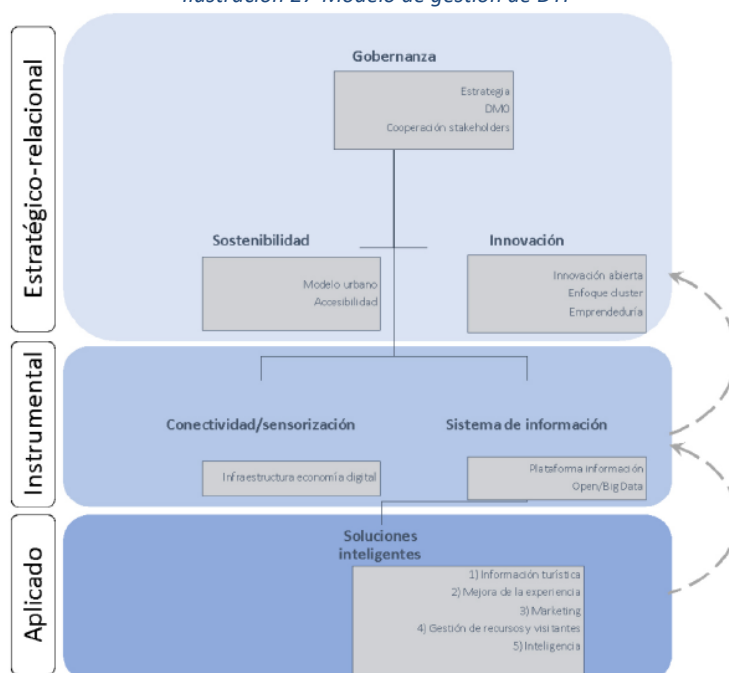 Ilustración 27 Modelo de gestión de DTI
Estratégico-relacional
Gobernanza
Estrategia
DMO
Cooperación stakeholders
Sostenibilidad
Modelo urbano
Accesibilidad
Innovación
Innovación abierta
Enfoque cluster
Emprendeduría
Instrumental
Conectividad/sensorización
Infraestructura economía digital
Sistema de información
Plataforma información
Open/Big Data
Aplicado
Soluciones
inteligentes
1) Información turística
2) Mejora de la experiencia
3) Marketing
4) Gestión de recursos y visitantes
5) Inteligencia